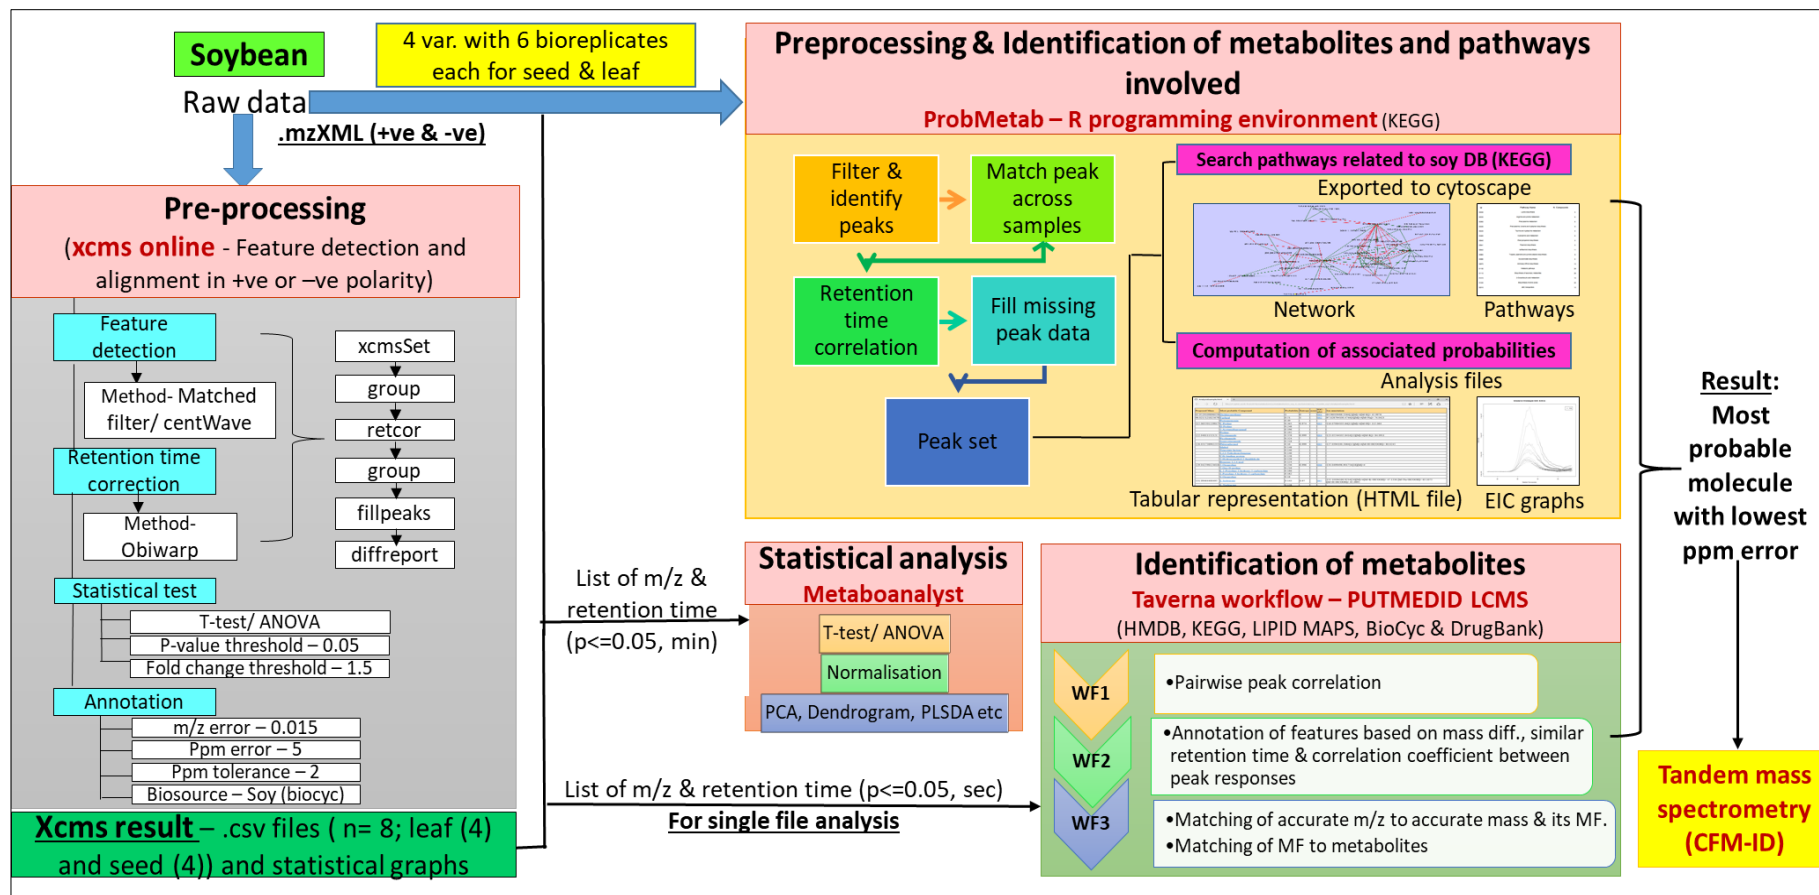 Soybean
Raw data
.mzXML (+ve & -ve)
4 var. with 6 bioreplicates
each for seed & leaf
Pre-processing
(xcms online - Feature detection and
alignment in +ve or –ve polarity)
Feature
detection
Method- Matched
filter/ centWave
Retention time
correction
Method-
Obiwarp
xcmsSet
group
retcor
group
fillpeaks
diffreport
Statistical test
T-test/ ANOVA
P-value threshold – 0.05
Fold change threshold – 1.5
Annotation
m/z error – 0.015
Ppm error – 5
Ppm tolerance – 2
Biosource – Soy (biocyc)
Xcms result – .csv files ( n= 8; leaf (4)
and seed (4)) and statistical graphs
Preprocessing & Identification of metabolites and pathways
involved
ProbMetab – R programming environment (KEGG)
Filter &
identify
peaks
Match peak
across
samples
Retention
time
correlation
Fill missing
peak data
Peak set
Search pathways related to soy DB (KEGG)
Exported to cytoscape
Network
Pathways
Computation of associated probabilities
Analysis files
Tabular representation (HTML file)
EIC graphs
List of m/z &
retention time
(p<=0.05, min)
Statistical analysis
Metaboanalyst
T-test/ ANOVA
Normalisation
PCA, Dendrogram, PLSDA etc
List of m/z & retention time (p<=0.05, sec)
For single file analysis
Identification of metabolites
Taverna workflow – PUTMEDID LCMS
(HMDB, KEGG, LIPID MAPS, BioCyc & DrugBank)
WF1
•Pairwise peak correlation
WF2
•Annotation of features based on mass diff., similar
retention time & correlation coefficient between
peak responses
WF3
•Matching of accurate m/z to accurate mass & its MF.
•Matching of MF to metabolites
Result:
Most
probable
molecule
with lowest
ppm error
Tandem mass
spectrometry
(CFM-ID)